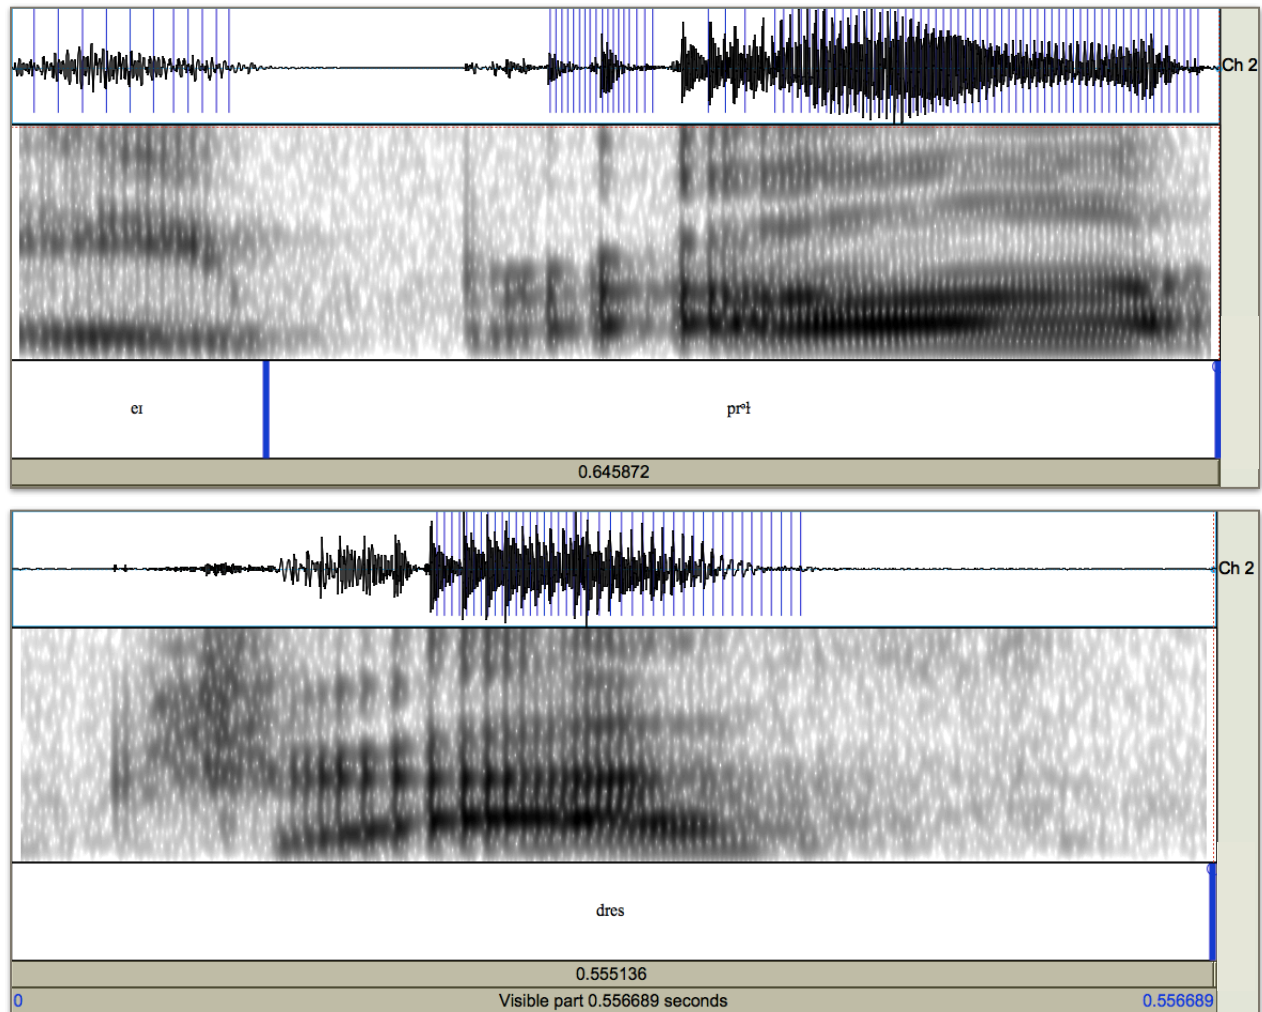 Ch 2
eɪ
prᵊɫ
0.645872
Ch 2
dres
0.555136
0 Visible part 0.556689 seconds 0.556689